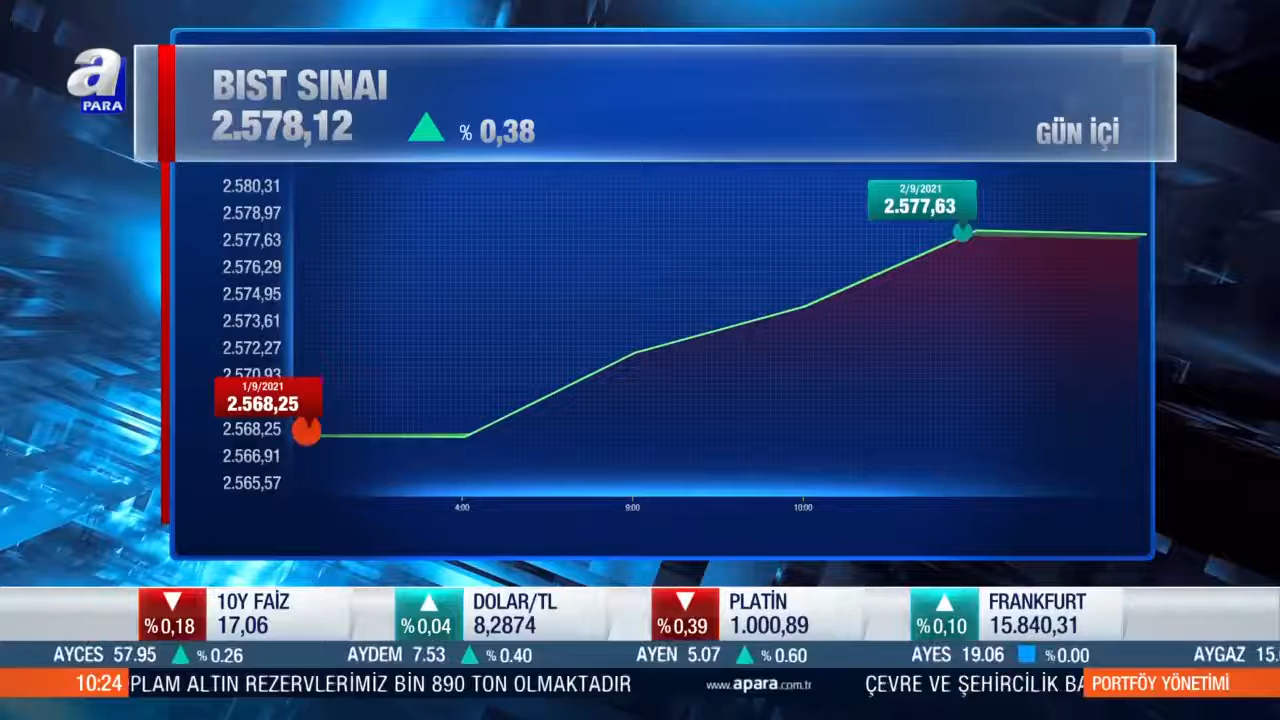 a
PARA
BIST SINAI
2.578,12
% 0,38
GÜN İÇİ
2.580,31
2.578,97
2.577,63
2.576,29
2.574,95
2.573,61
2.572,27
2.570,93
2.568,25
2.566,91
2.565,57
2/9/2021
2.577,63
1/9/2021
2.568,25
4:00
9:00
10:00
% 0,18
10Y FAİZ
17,06
% 0,04
DOLAR/TL
8,2874
% 0,39
PLATİN
1.000,89
% 0,10
FRANKFURT
15.840,31
AYCES 57.95 % 0.26 AYDEM 7.53 % 0.40 AYEN 5.07 % 0.60 AYES 19.06 % 0.00 AYGAZ 15.
10:24 PLAM ALTIN REZERVLERİMİZ BİN 890 TON OLMAKTADIR www.apara.com.tr ÇEVRE VE ŞEHİRCİLİK BA PORTFÖY YÖNETİMİ